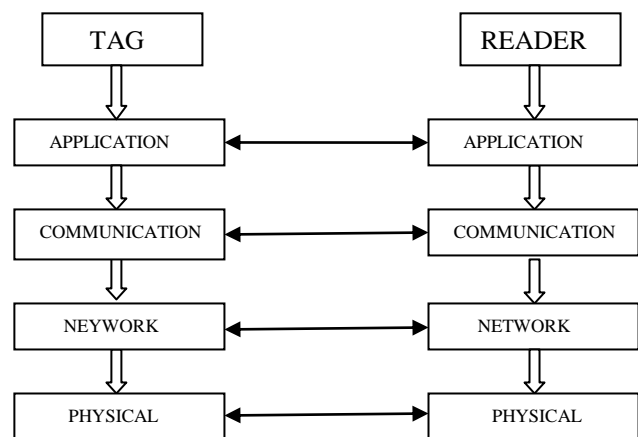 TAG
READER
APPLICATION
APPLICATION
COMMUNICATION
COMMUNICATION
NEYWORK
NETWORK
PHYSICAL
PHYSICAL